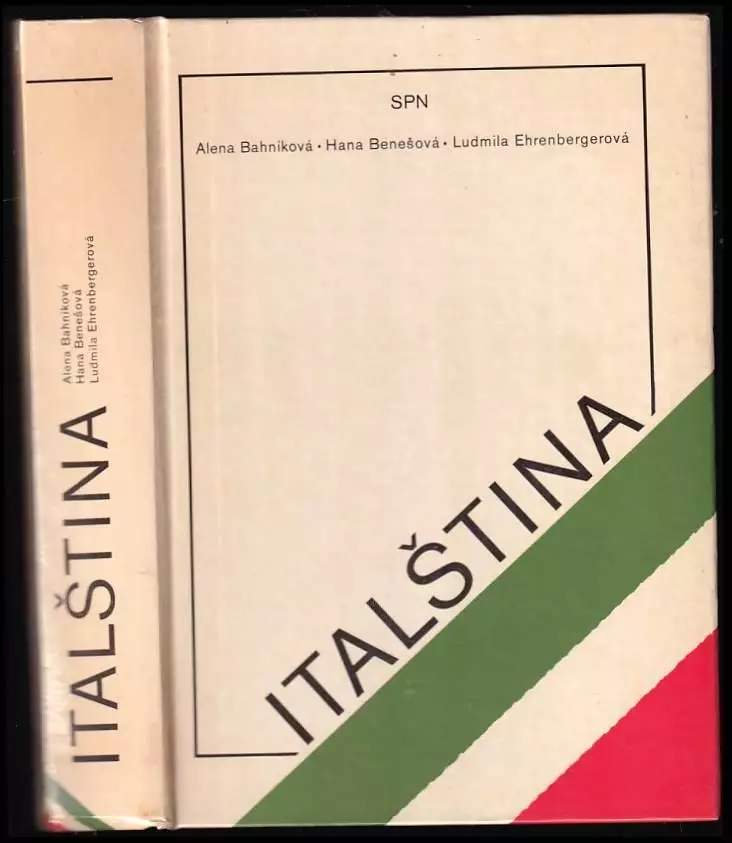 SPN
Alena Bahníková · Hana Benešová · Ludmila Ehrenbergerová
ITALŠTINA
Alena Bahníková
Hana Benešová
Ludmila Ehrenbergerová
ITALŠTINA